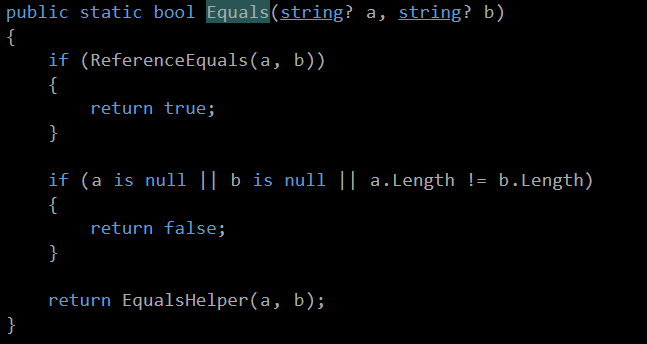 public static bool Equals(string? a, string? b)
{
    if (ReferenceEquals(a, b))
    {
        return true;
    }

    if (a is null || b is null || a.Length != b.Length)
    {
        return false;
    }

    return EqualsHelper(a, b);
}